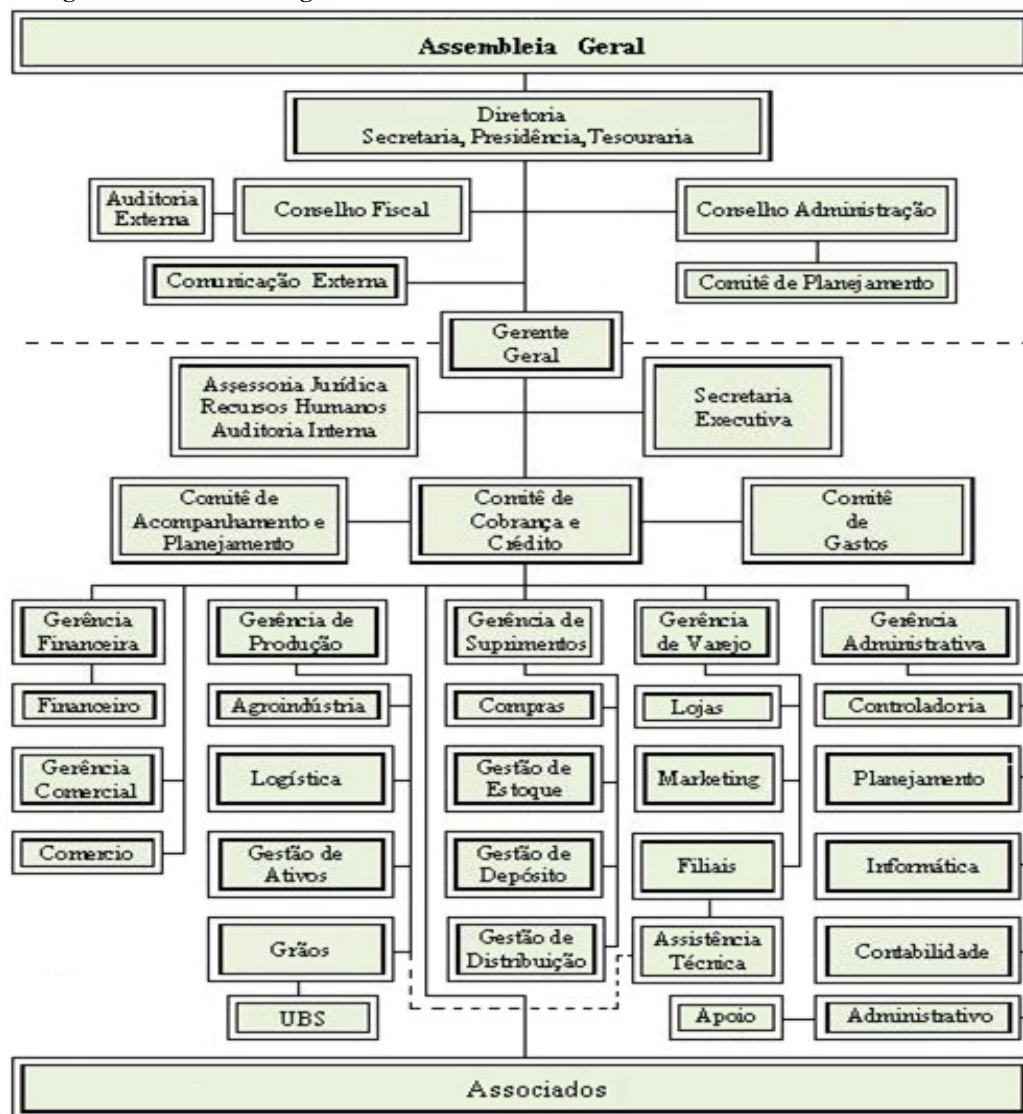 Assembleia Geral
Diretoria
Secretaria, Presidência, Tesouraria
Auditoria
Externa
Conselho Fiscal
Conselho Administração
Comunicação Externa
Comitê de Planejamento
Gerente
Geral
Assessoria Jurídica
Recursos Humanos
Auditoria Interna
Secretaria
Executiva
Comitê de
Acompanhamento e
Planejamento
Comitê de
Cobrança e
Crédito
Comitê
de
Gastos
Gerência
Financeira
Gerência de
Produção
Gerência de
Suprimentos
Gerência
de Varejo
Gerência
Administrativa
Financeiro
Agroindústria
Compras
Lojas
Controladoria
Gerência
Comercial
Logística
Gestão de
Estoque
Marketing
Planejamento
Comercio
Gestão de
Ativos
Gestão de
Depósito
Filiais
Informática
Grãos
Gestão de
Distribuição
Assistência
Técnica
Contabilidade
UBS
Apoio
Administrativo
Associados